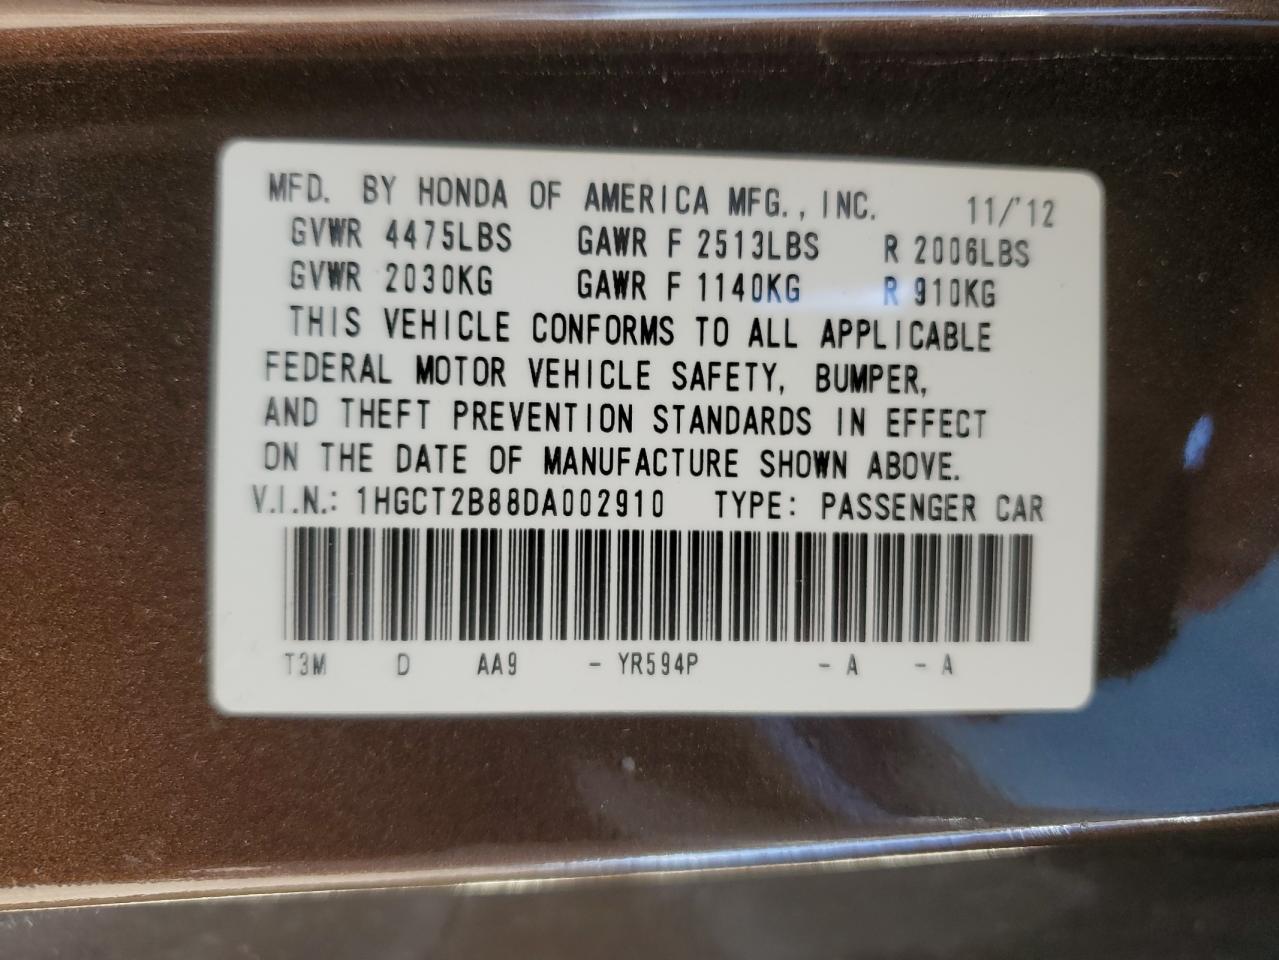 MFD. BY HONDA OF AMERICA MFG., INC. 11/'12
GVWR 4475LBS GAWR F 2513LBS R 2006LBS
GVWR 2030KG GAWR F 1140KG R 910KG
THIS VEHICLE CONFORMS TO ALL APPLICABLE
FEDERAL MOTOR VEHICLE SAFETY, BUMPER,
AND THEFT PREVENTION STANDARDS IN EFFECT
ON THE DATE OF MANUFACTURE SHOWN ABOVE.
V.I.N.: 1HGCT2B88DA002910 TYPE: PASSENGER CAR
T3M D AA9 - YR594P - A - A